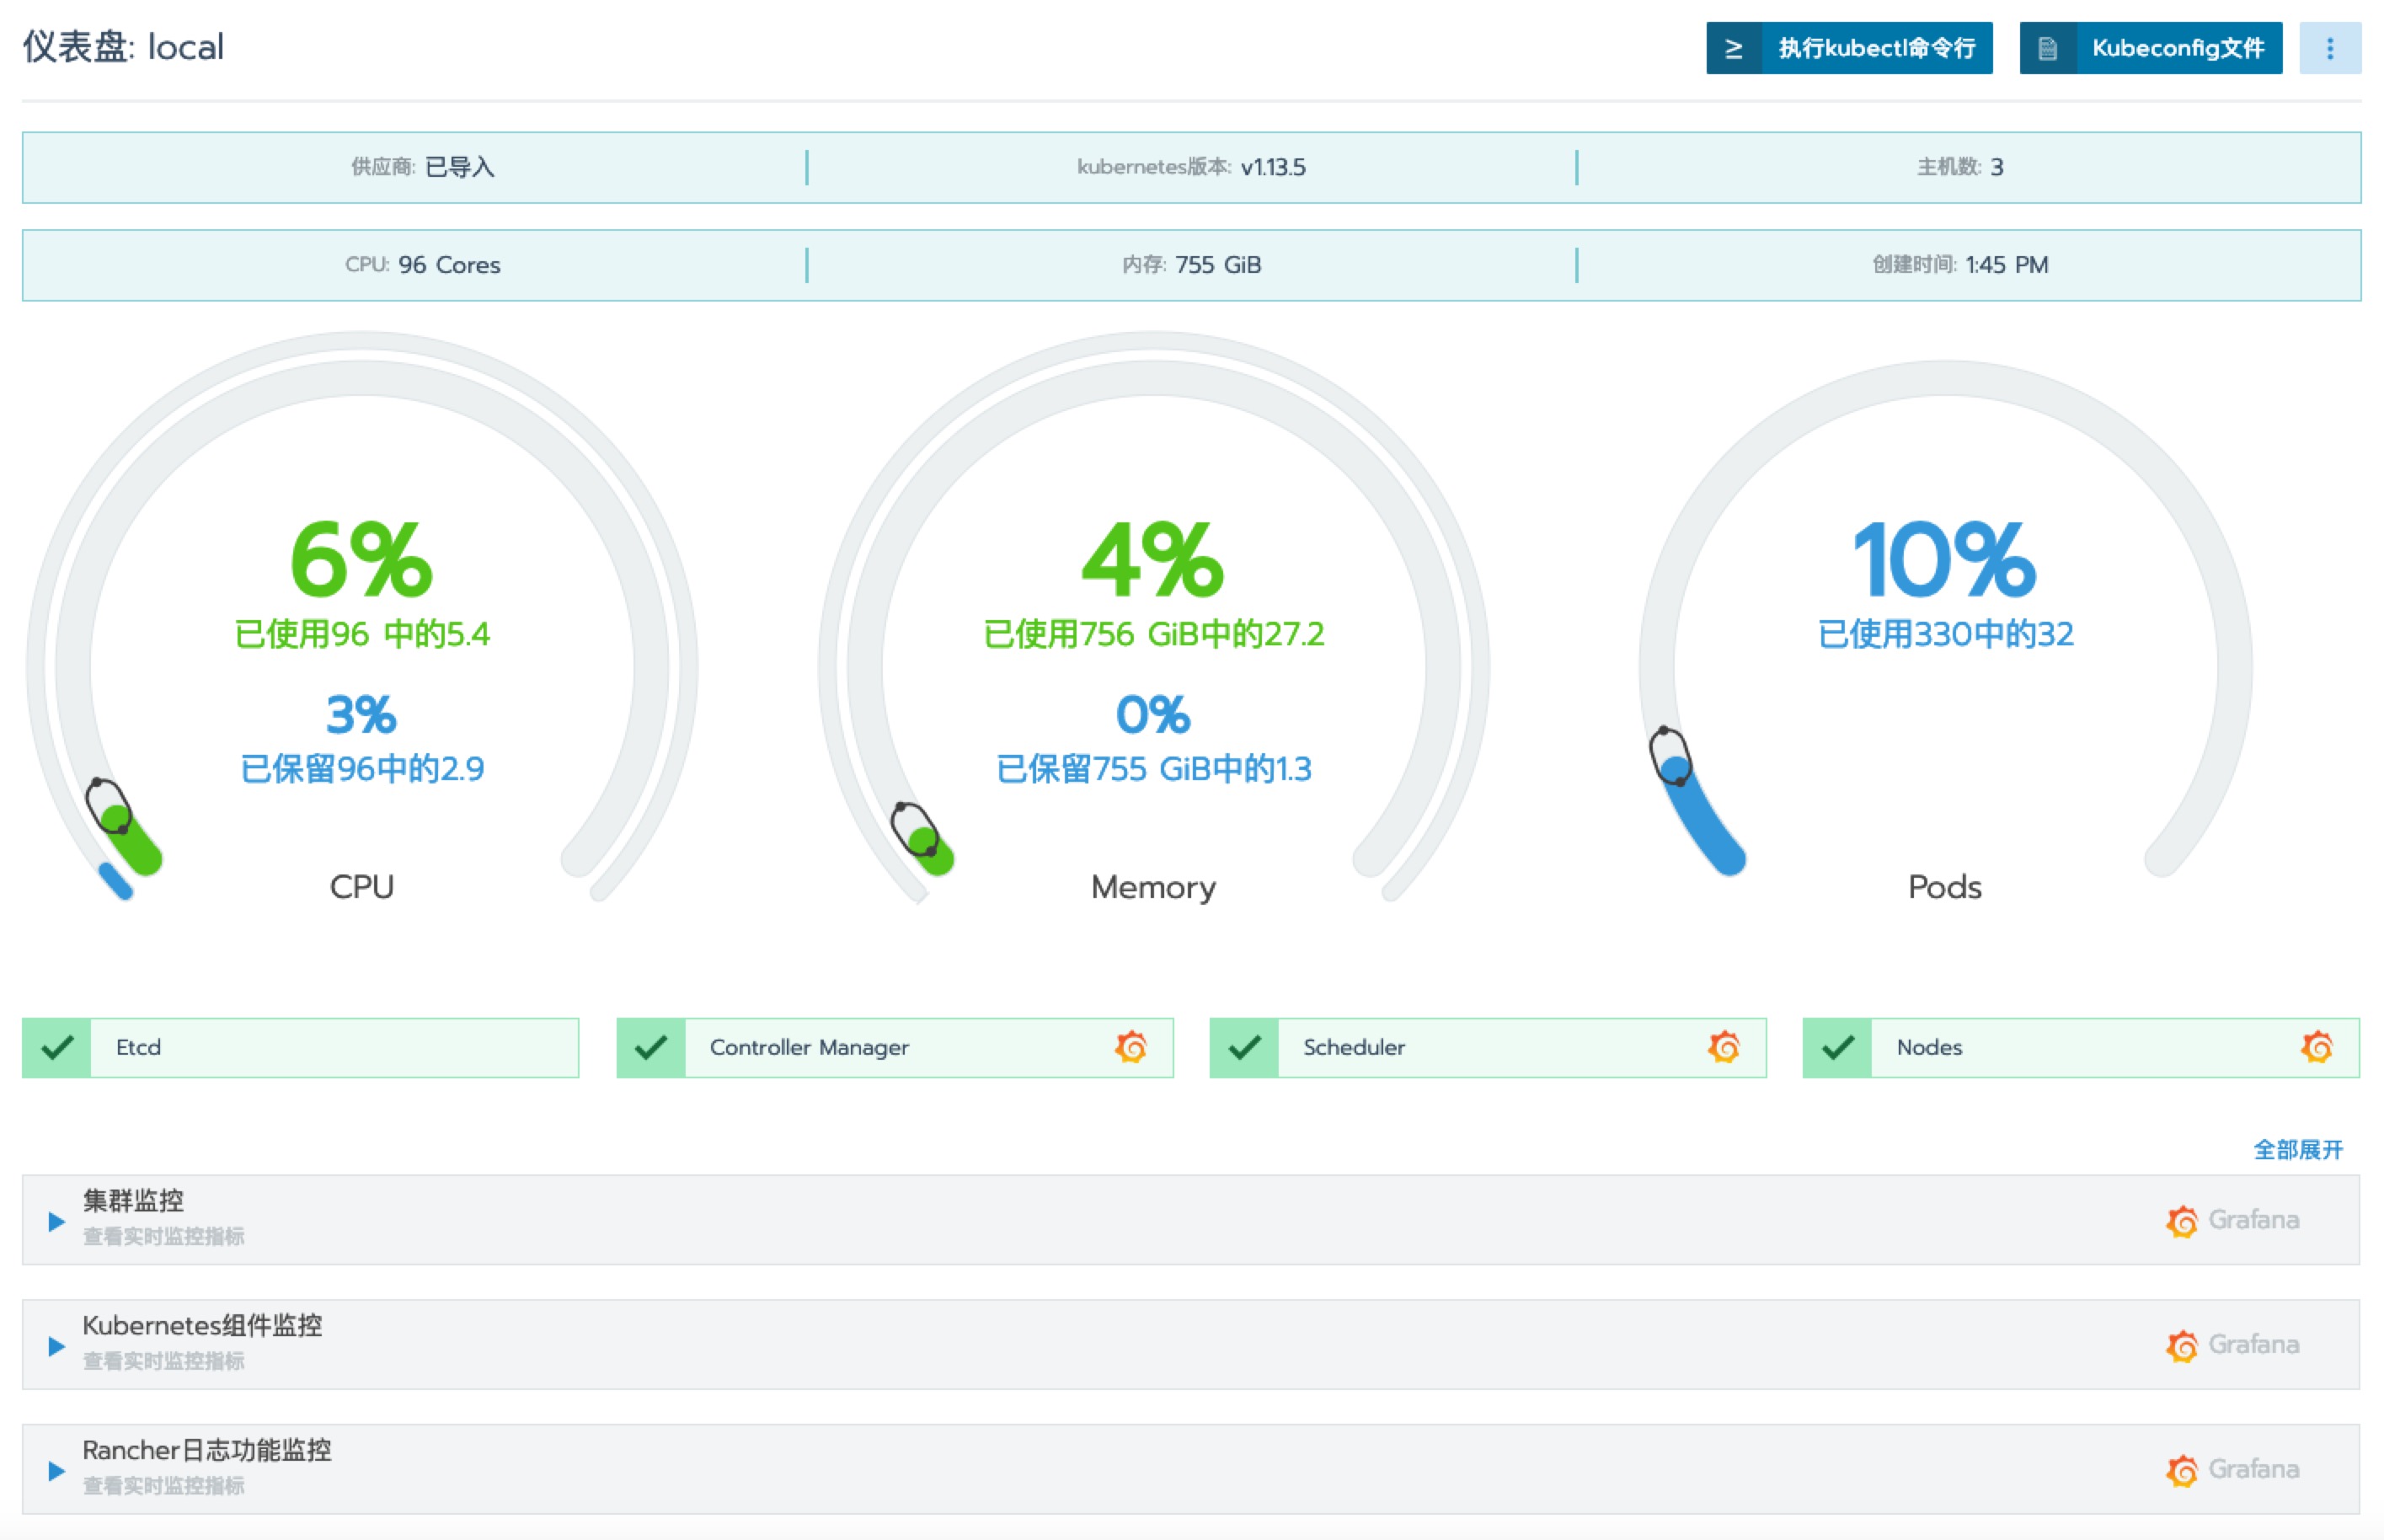 仪表盘: local
执行kubectl命令行
Kubeconfig文件
供应商: 已导入
kubernetes版本: v1.13.5
主机数: 3
CPU: 96 Cores
内存: 755 GiB
创建时间: 1:45 PM
6%
已使用96 中的5.4
3%
已保留96中的2.9
CPU
4%
已使用756 GiB中的27.2
0%
已保留755 GiB中的1.3
Memory
10%
已使用330中的32
Pods
Etcd
Controller Manager
Scheduler
Nodes
全部展开
集群监控
查看实时监控指标
Grafana
Kubernetes组件监控
查看实时监控指标
Grafana
Rancher日志功能监控
查看实时监控指标
Grafana